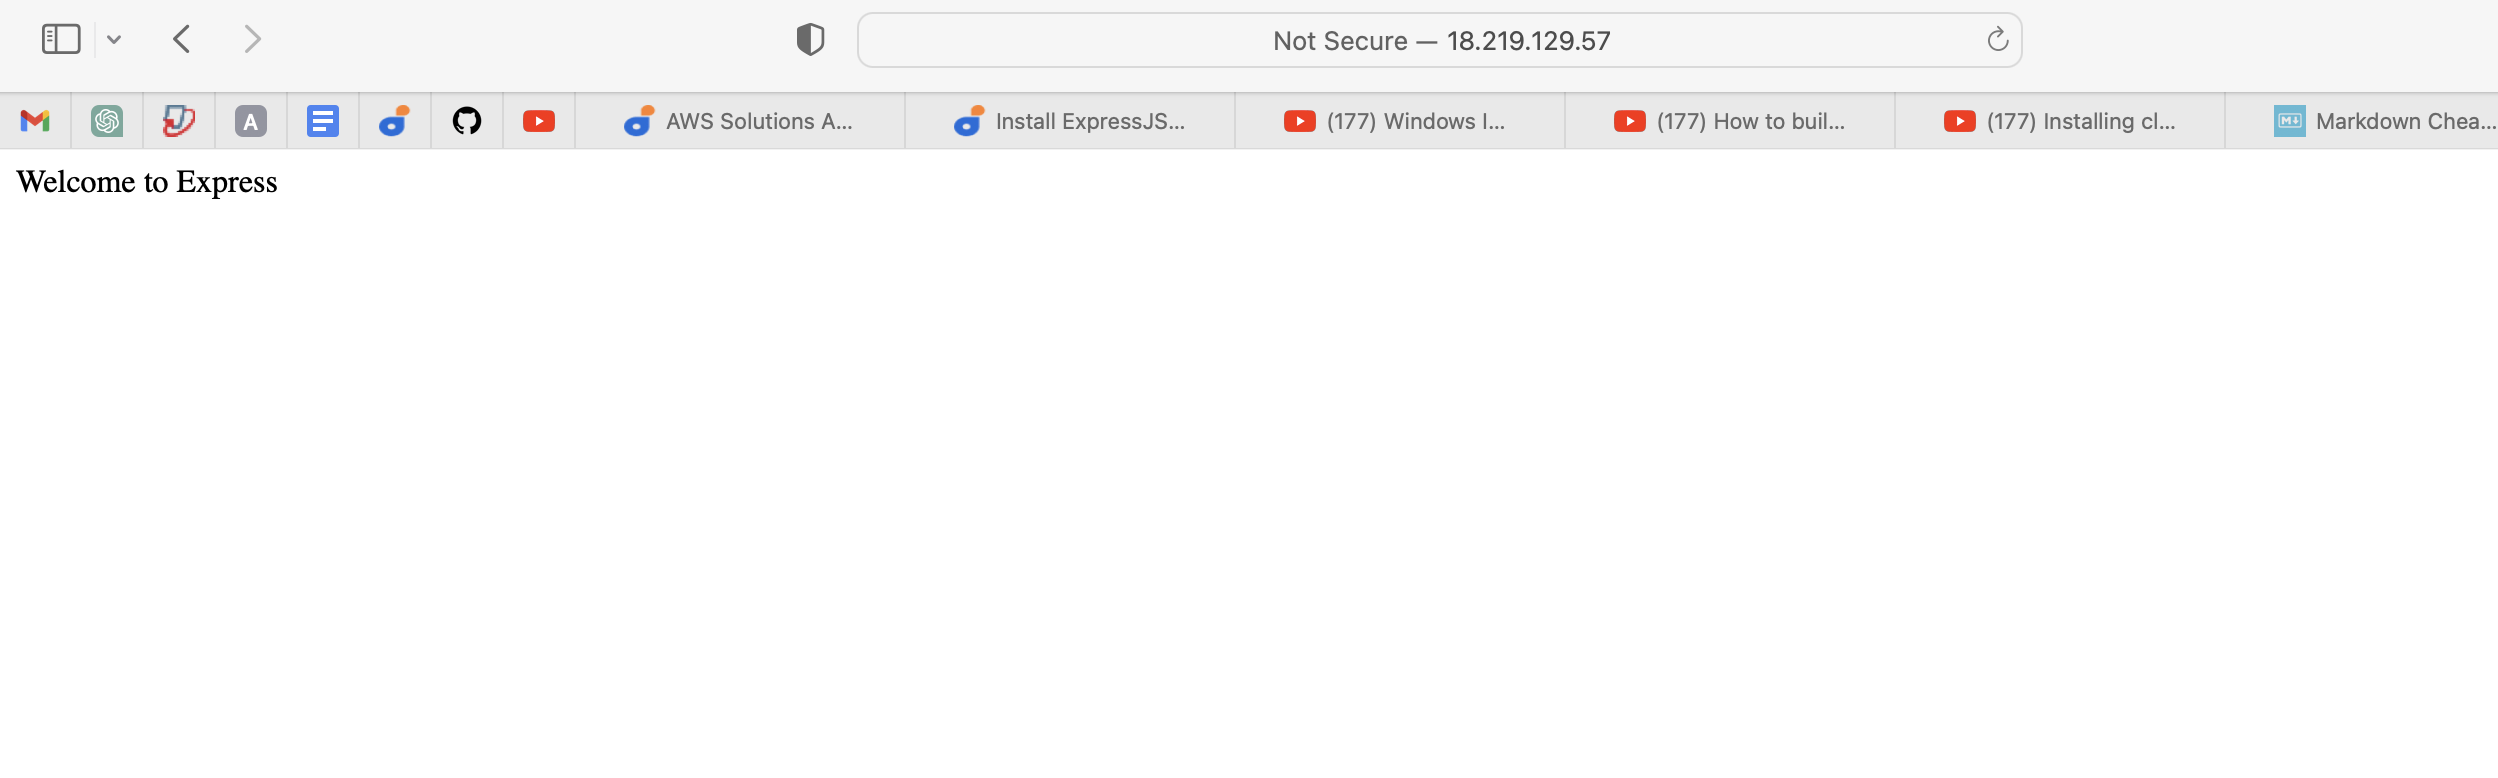 Not Secure — 18.219.129.57
A
AWS Solutions A...
Install ExpressJS...
(177) Windows I...
(177) How to buil...
(177) Installing cl...
M
Markdown Chea...
Welcome to Express